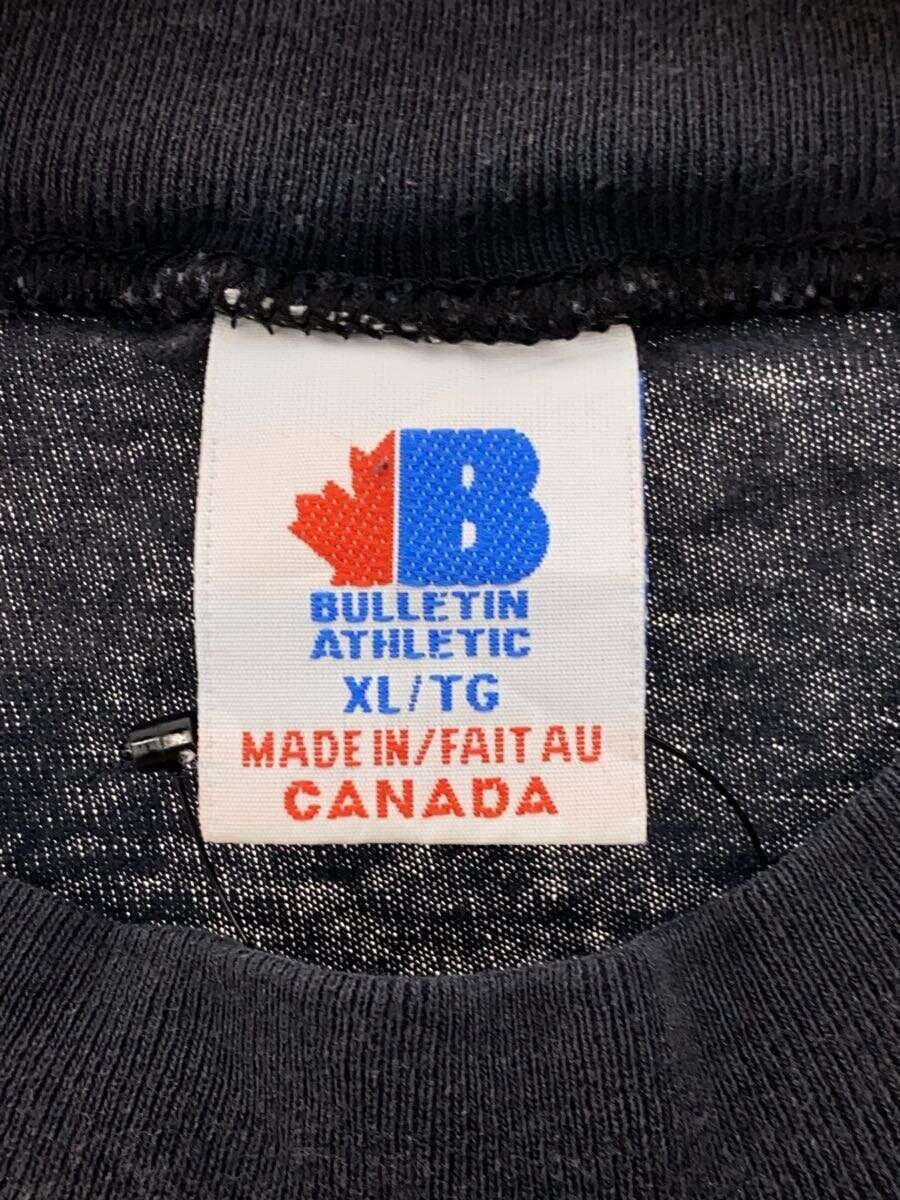 B
BULLETIN
ATHLETIC
XL/TG
MADE IN/FAIT AU
CANADA